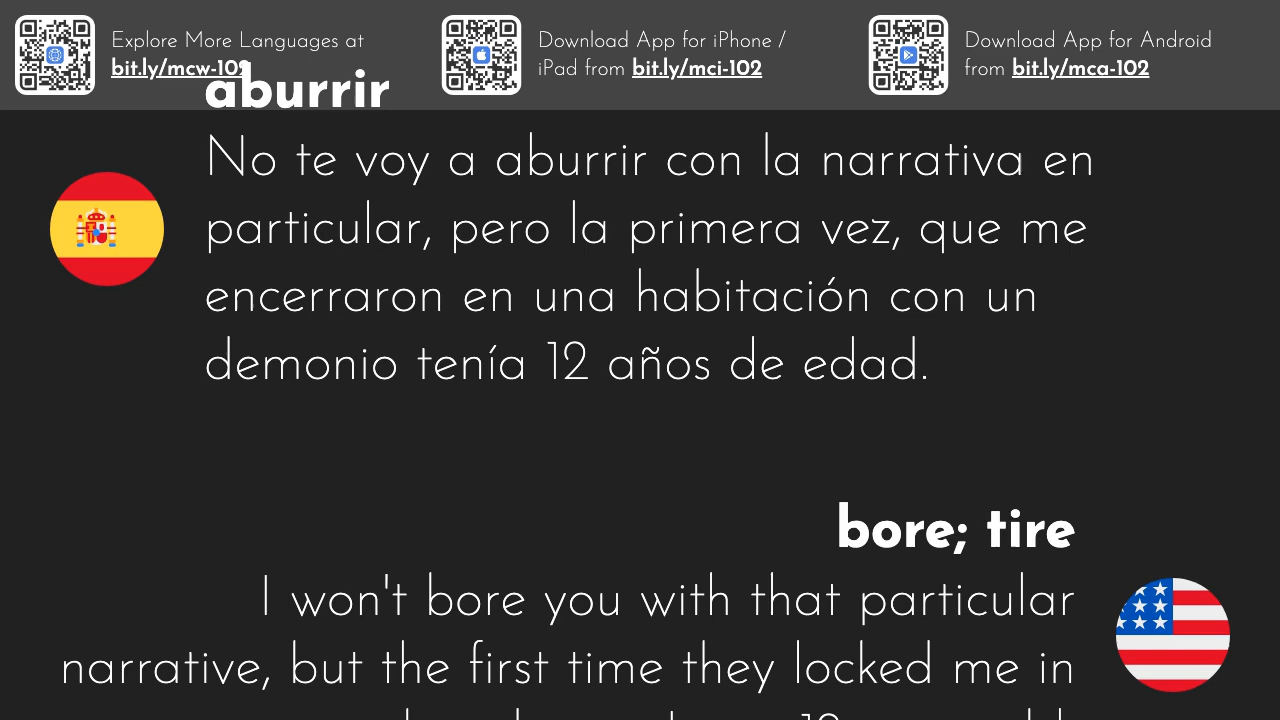 Explore More Languages at
bit.ly/mcw-102
Download App for iPhone /
iPad from bit.ly/mci-102
Download App for Android
from bit.ly/mca-102
aburrir
No te voy a aburrir con la narrativa en
particular, pero la primera vez, que me
encerraron en una habitación con un
demonio tenía 12 años de edad.
bore; tire
I won't bore you with that particular
narrative, but the first time they locked me in